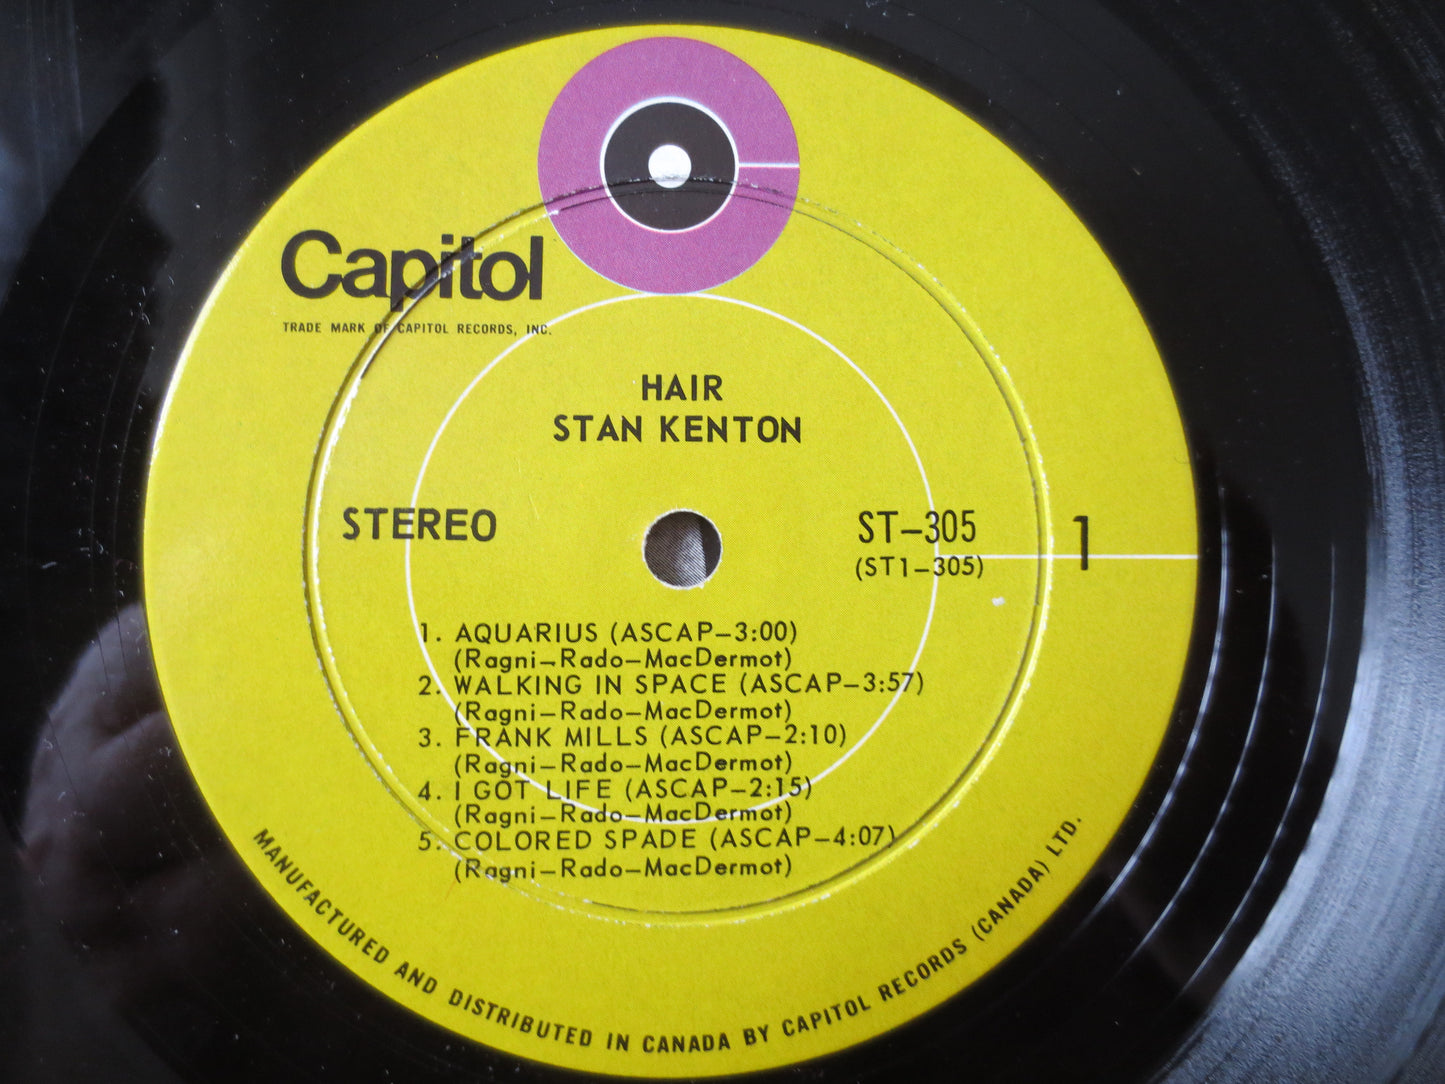 Capitol
TRADE MARK OF CAPITOL RECORDS, INC.
HAIR
STAN KENTON
STEREO
ST-305
(ST1-305)
1
1. AQUARIUS (ASCAP-3:00)
(Ragni-Rado-MacDermot)
2. WALKING IN SPACE (ASCAP-3:57)
(Ragni-Rado-MacDermot)
3. FRANK MILLS (ASCAP-2:10)
(Ragni-Rado-MacDermot)
4. I GOT LIFE (ASCAP-2:15)
(Ragni-Rado-MacDermot)
5. COLORED SPADE (ASCAP-4:07)
(Ragni-Rado-MacDermot)
MANUFACTURED AND DISTRIBUTED IN CANADA BY CAPITOL RECORDS (CANADA) LTD.